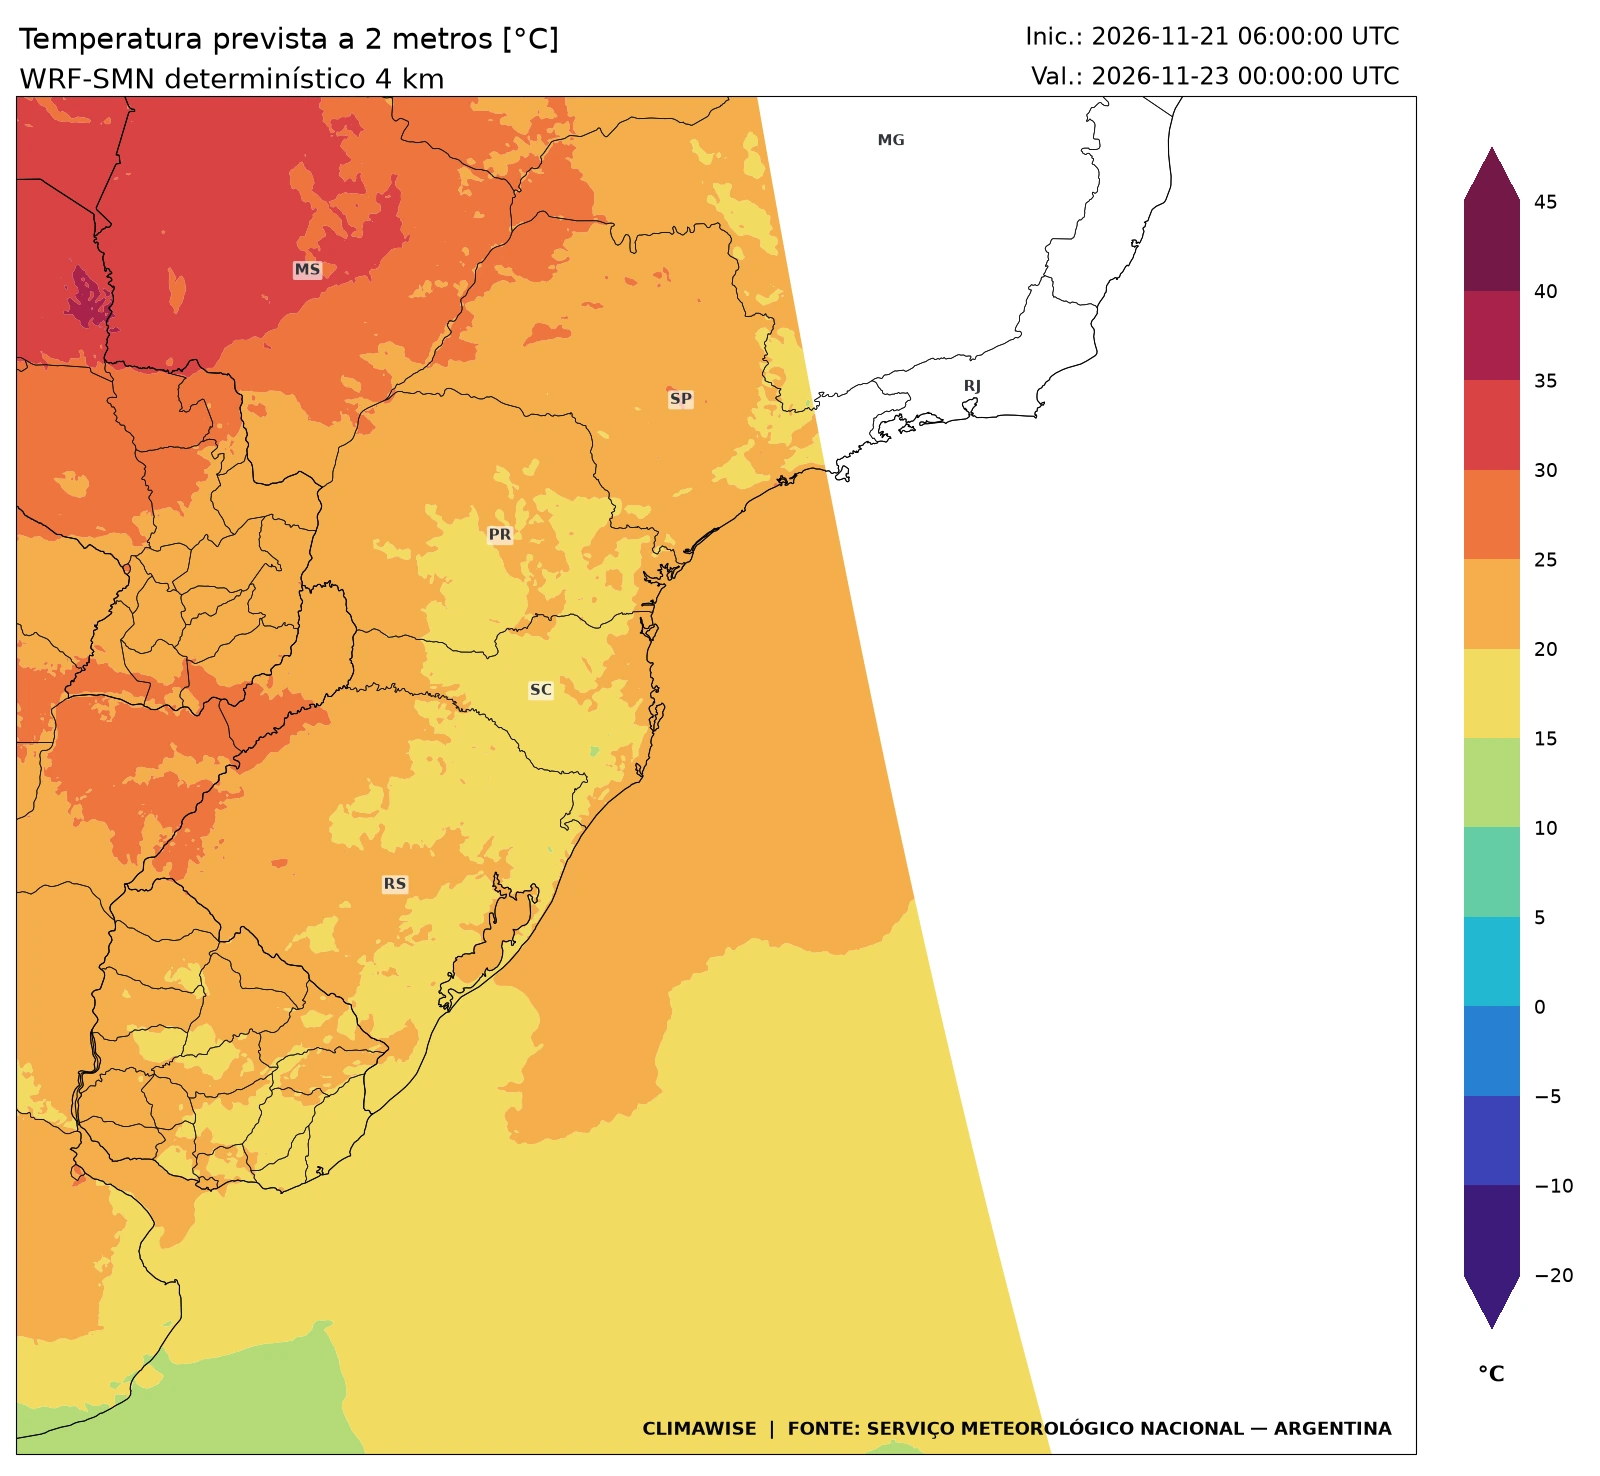 Temperatura prevista a 2 metros [°C]
WRF-SMN determinístico 4 km
Inic.: 2026-11-21 06:00:00 UTC
Val.: 2026-11-23 00:00:00 UTC
MG
MS
RJ
SP
PR
SC
RS
45
40
35
30
25
20
15
10
5
0
−5
−10
−20
°C
CLIMAWISE | FONTE: SERVIÇO METEOROLÓGICO NACIONAL — ARGENTINA